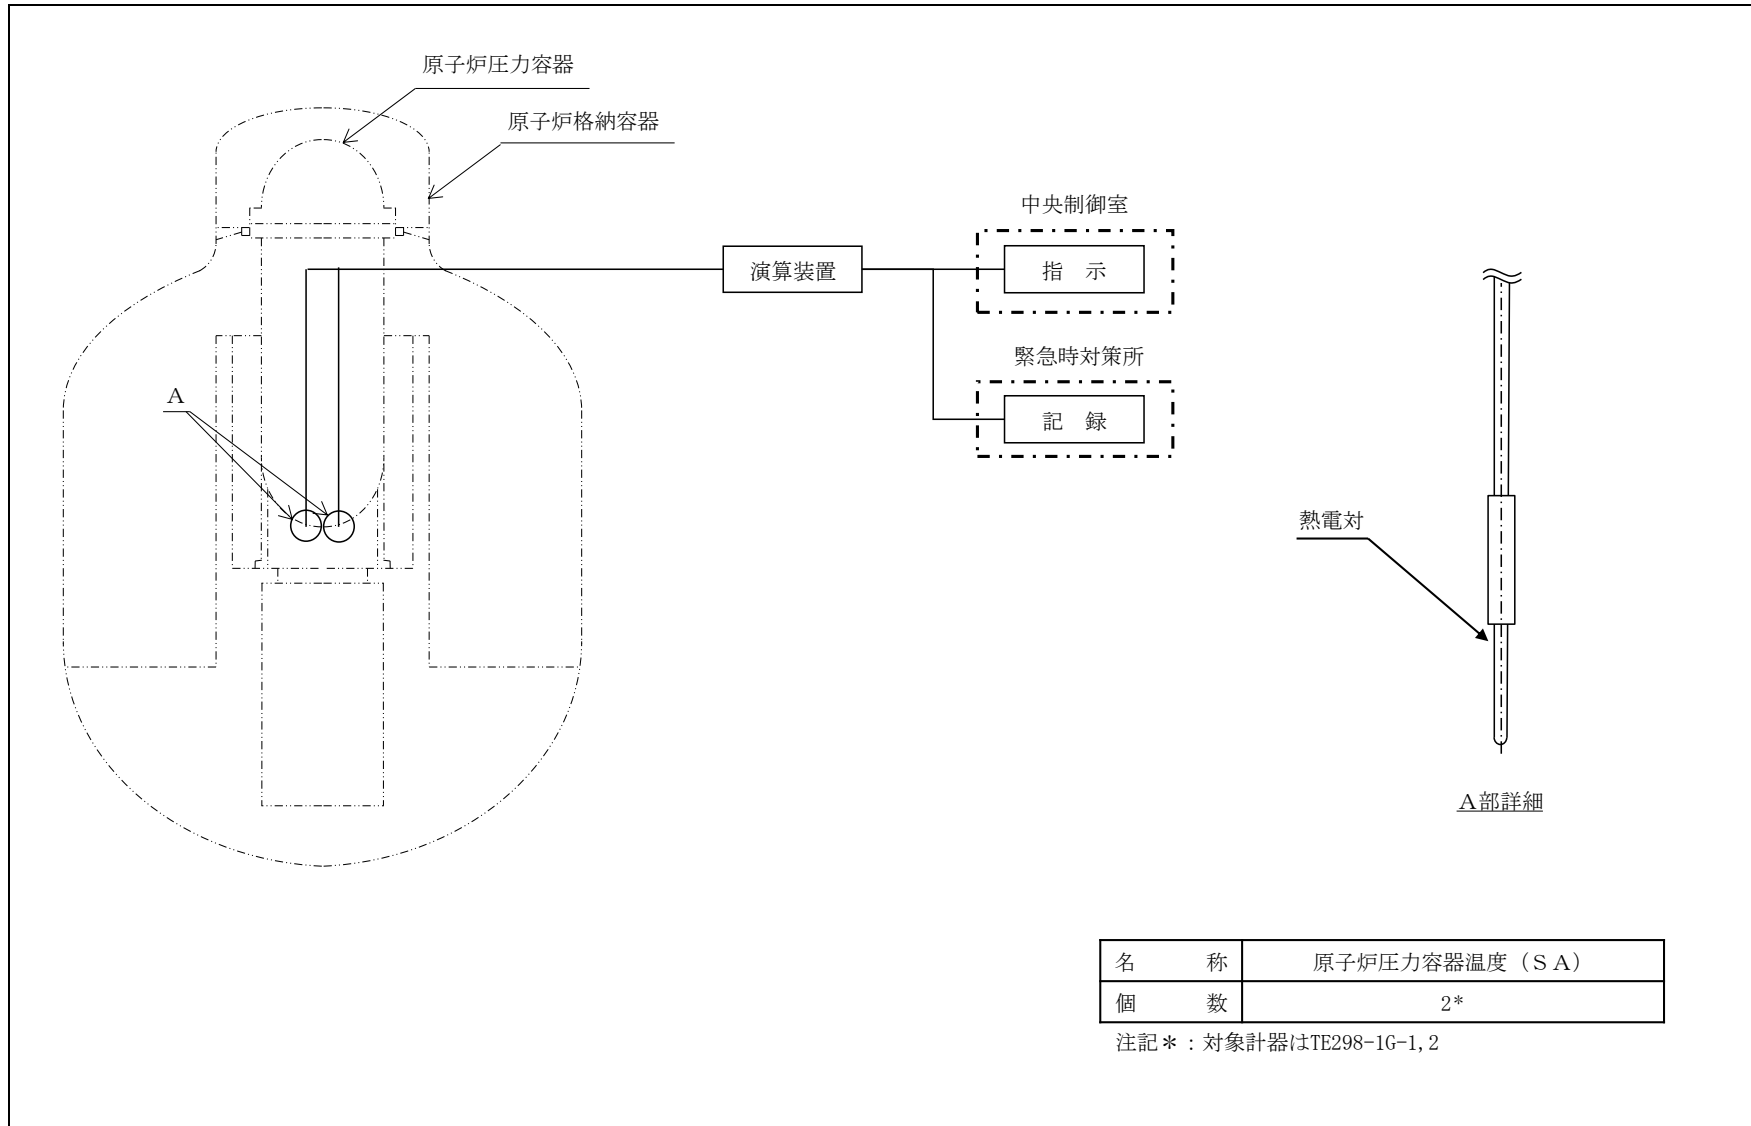 原子炉圧力容器
原子炉格納容器
中央制御室
演算装置
指 示
緊急時対策所
記 録
A
熱電対
A部詳細
名 称 原子炉圧力容器温度（ＳＡ）
個 数 2*
注記＊：対象計器はTE298-1G-1,2